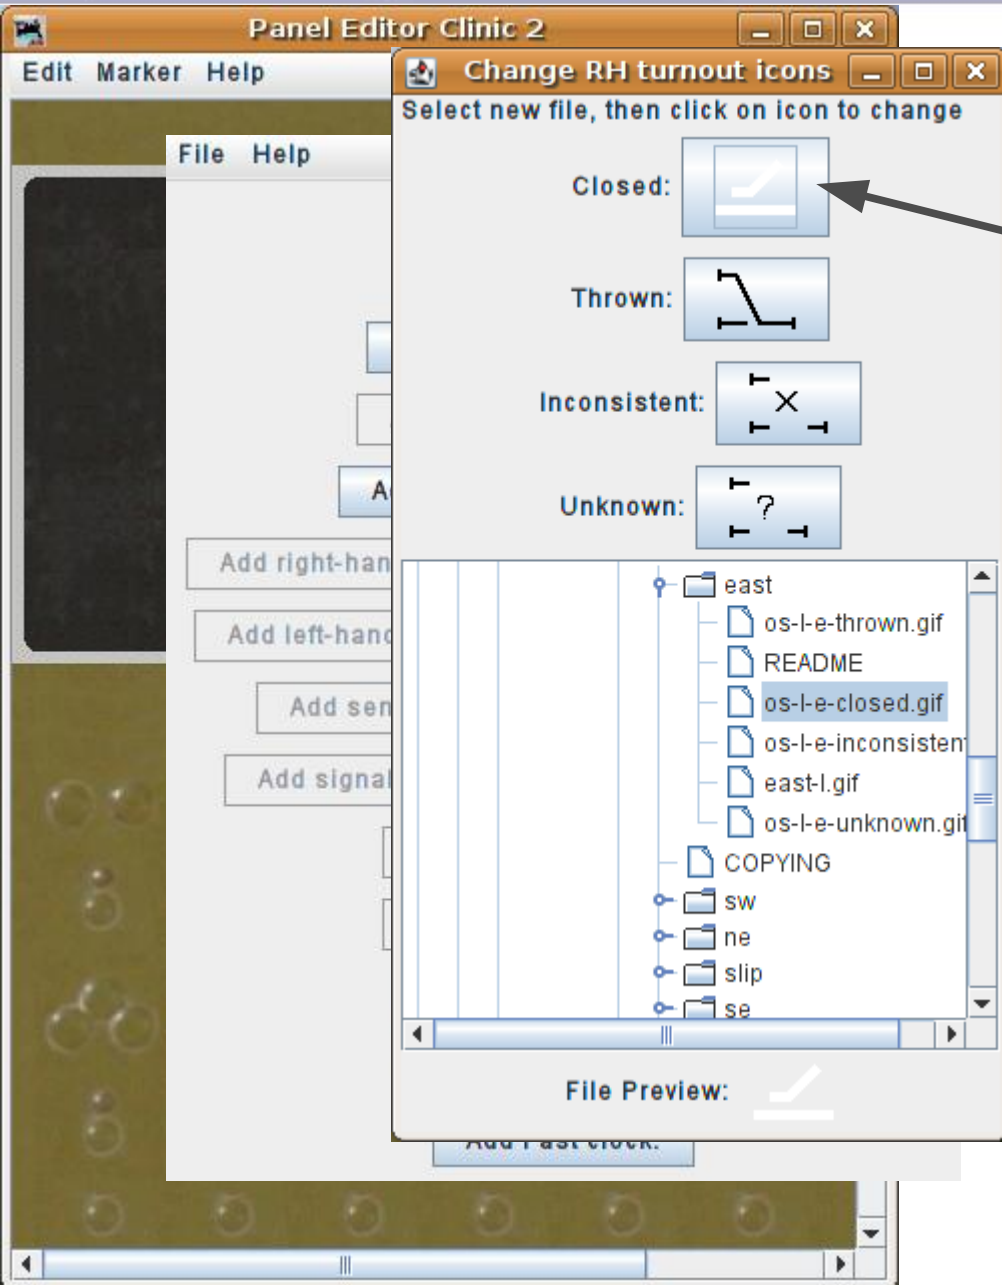 Panel Editor Clinic 2
Edit Marker Help
File Help
Add right-han
Add left-hand
Add sen
Add signal
Change RH turnout icons
Select new file, then click on icon to change
Closed:
Thrown:
Inconsistent:
Unknown:
?
east
os-l-e-thrown.gif
README
os-l-e-closed.gif
os-l-e-inconsisten
east-l.gif
os-l-e-unknown.gif
COPYING
sw
ne
slip
se
File Preview:
Add Fast clock.